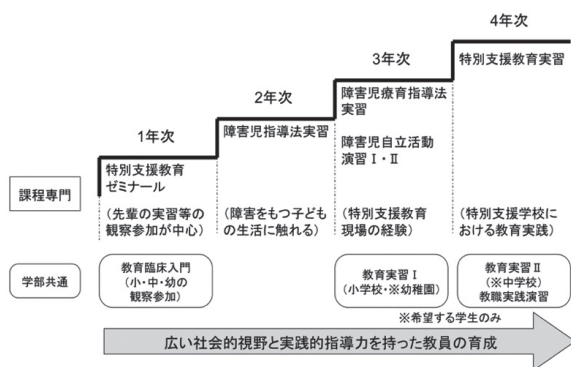 4年次
特別支援教育実習
3年次
障害児療育指導法
実習
障害児自立活動
演習Ⅰ・Ⅱ
2年次
障害児指導法実習
1年次
特別支援教育
ゼミナール
課程専門
(先輩の実習等の
観察参加が中心)
(障害をもつ子ども
の生活に触れる)
(特別支援教育
現場の経験)
(特別支援学校に
おける教育実践)
学部共通
教育臨床入門
(小・中・幼の
観察参加)
教育実習Ⅰ
(小学校・※幼稚園)
教育実習Ⅱ
(※中学校)
教職実践演習
※希望する学生のみ
広い社会的視野と実践的指導力を持った教員の育成